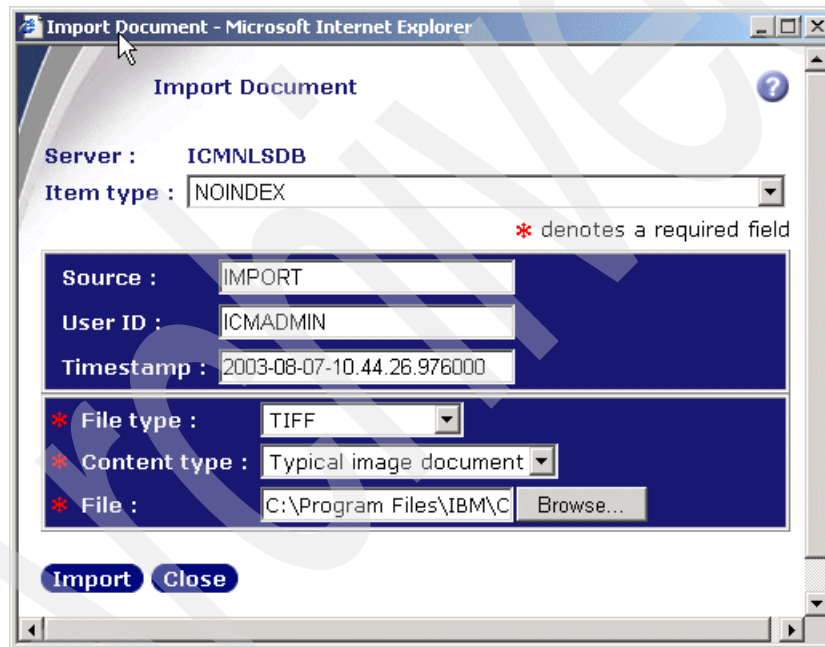 Import Document - Microsoft Internet Explorer
Import Document
?
Server : ICMNLSDB
Item type : NOINDEX
* denotes a required field
Source : IMPORT
User ID : ICMADMIN
Timestamp : 2003-08-07-10.44.26.976000
* File type : TIFF
* Content type : Typical image document
* File : C:\Program Files\IBM\C Browse...
Import Close